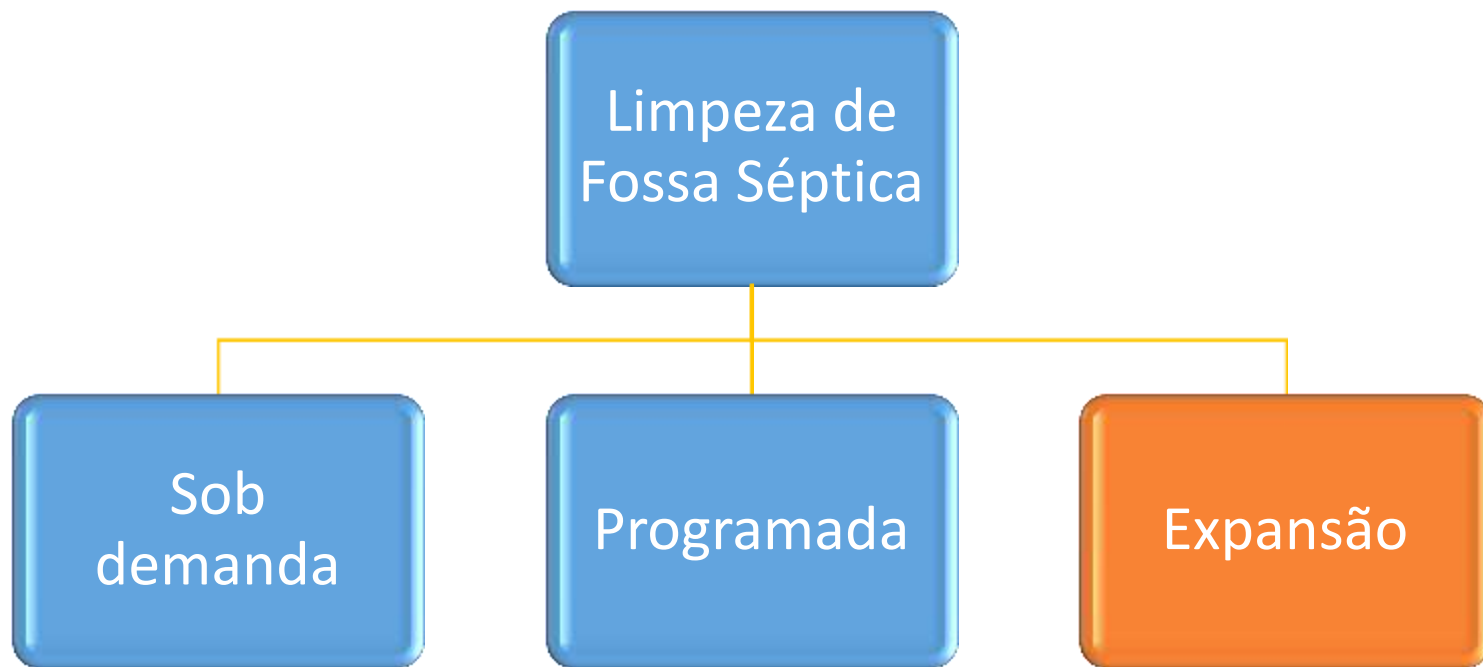 Limpeza de
Fossa Séptica
Sob
demanda
Programada
Expansão